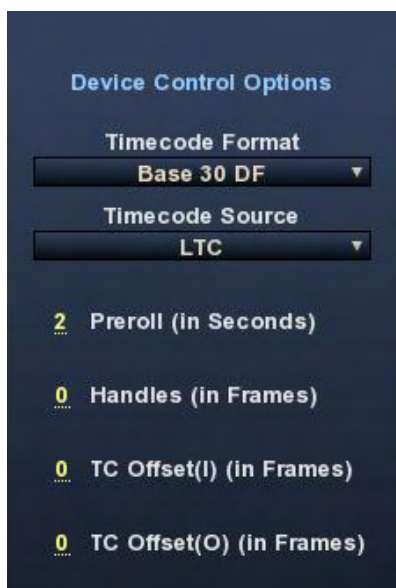 Device Control Options
Timecode Format
Base 30 DF
Timecode Source
LTC
2 Preroll (in Seconds)
0 Handles (in Frames)
0 TC Offset(I) (in Frames)
0 TC Offset(O) (in Frames)